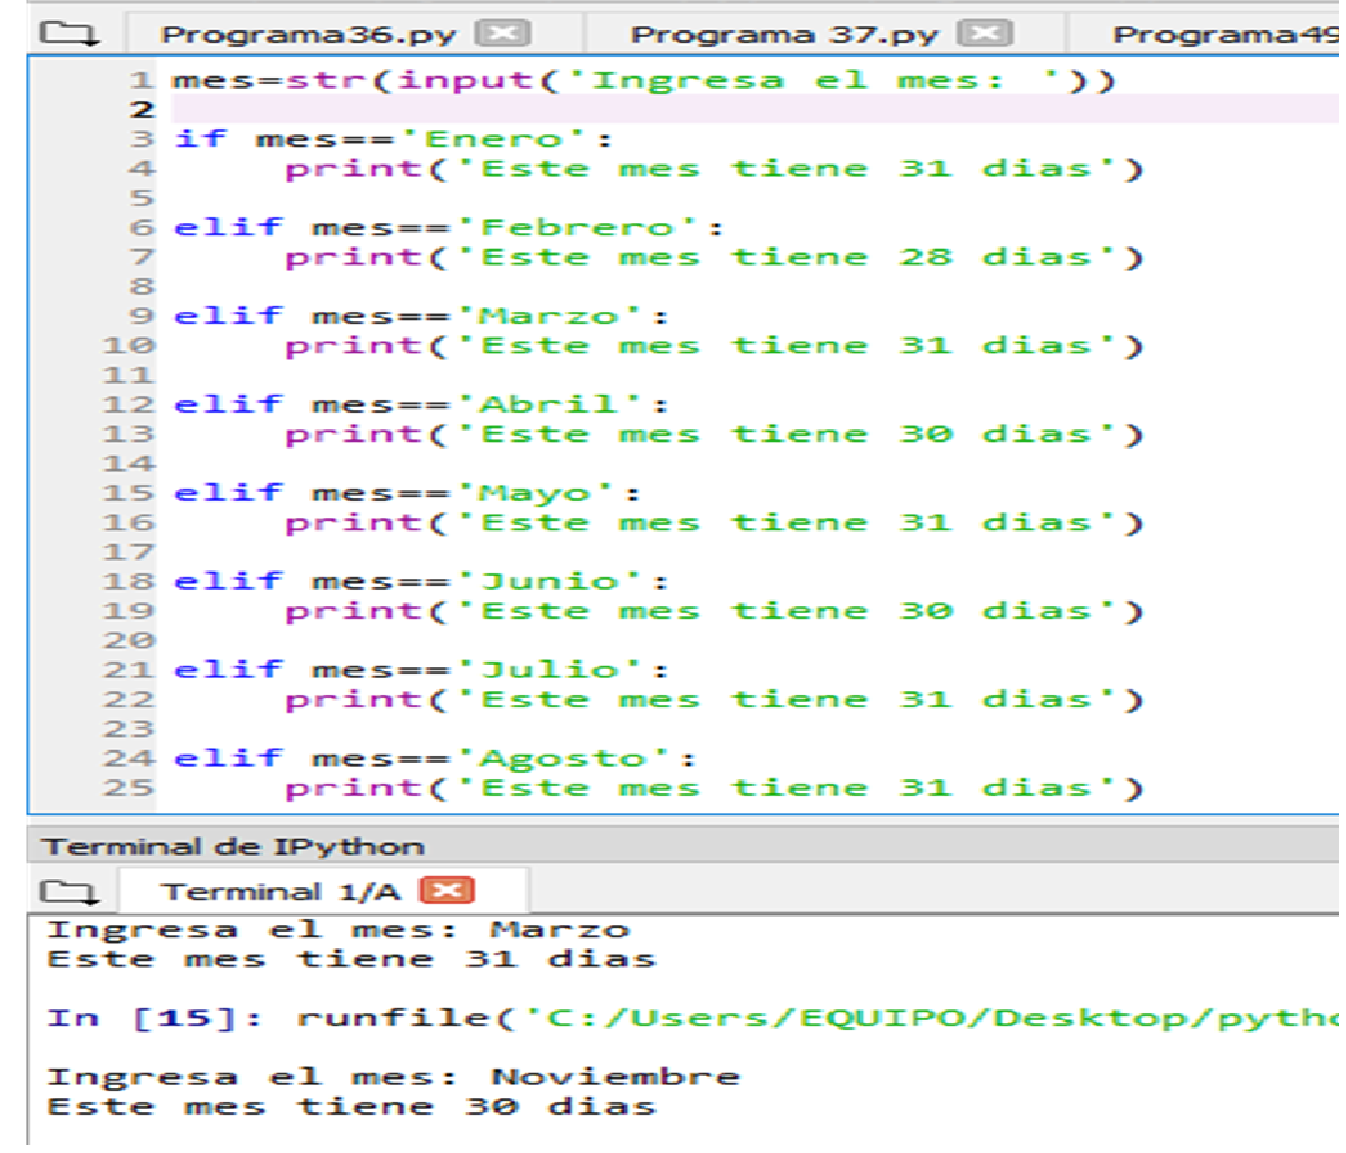 Programa36.py Programa 37.py Programa49
1 mes=str(input('Ingresa el mes: '))
2
3 if mes=='Enero':
4 print('Este mes tiene 31 dias')
5
6 elif mes=='Febrero':
7 print('Este mes tiene 28 dias')
8
9 elif mes=='Marzo':
10 print('Este mes tiene 31 dias')
11
12 elif mes=='Abril':
13 print('Este mes tiene 30 dias')
14
15 elif mes=='Mayo':
16 print('Este mes tiene 31 dias')
17
18 elif mes=='Junio':
19 print('Este mes tiene 30 dias')
20
21 elif mes=='Julio':
22 print('Este mes tiene 31 dias')
23
24 elif mes=='Agosto':
25 print('Este mes tiene 31 dias')
Terminal de IPython
Terminal 1/A
Ingresa el mes: Marzo
Este mes tiene 31 dias
In [15]: runfile('C:/Users/EQUIPO/Desktop/pytho
Ingresa el mes: Noviembre
Este mes tiene 30 dias